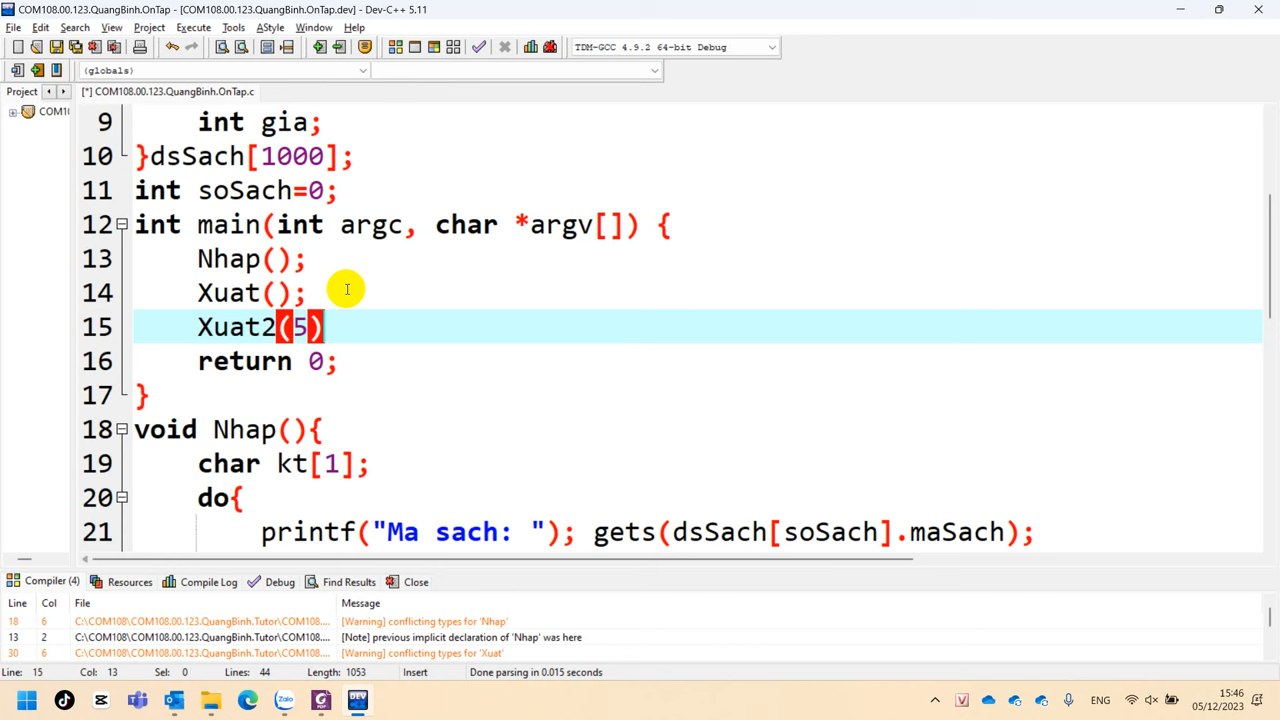 COM108.00.123.QuangBinh.OnTap - [COM108.00.123.QuangBinh.OnTap.dev] - Dev-C++ 5.11
File Edit Search View Project Execute Tools AStyle Window Help
TDM-GCC 4.9.2 64-bit Debug
(globals)
Project [*] COM108.00.123.QuangBinh.OnTap.c
COM10
9 int gia;
10 }dsSach[1000];
11 int soSach=0;
12 int main(int argc, char *argv[]) {
13 Nhap();
14 Xuat();
15 Xuat2(5)
16 return 0;
17 }
18 void Nhap(){
19 char kt[1];
20 do{
21 printf("Ma sach: "); gets(dsSach[soSach].maSach);
Compiler (4) Resources Compile Log Debug Find Results Close
Line Col File Message
18 6 C:\COM108\COM108.00.123.QuangBinh.Tutor\COM108.... [Warning] conflicting types for 'Nhap'
13 2 C:\COM108\COM108.00.123.QuangBinh.Tutor\COM108.... [Note] previous implicit declaration of 'Nhap' was here
30 6 C:\COM108\COM108.00.123.QuangBinh.Tutor\COM108.... [Warning] conflicting types for 'Xuat'
Line: 15 Col: 13 Sel: 0 Lines: 44 Length: 1053 Insert Done parsing in 0.015 seconds
Zalo
DEV
V
ENG
15:46
05/12/2023